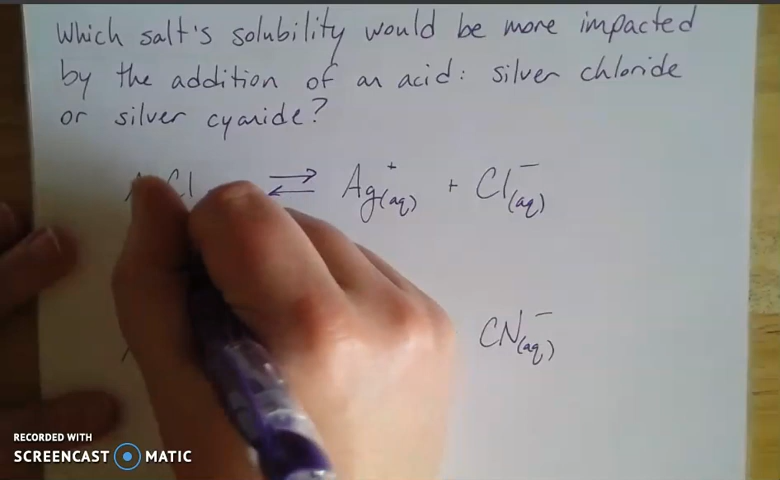 Which salt's solubility would be more impacted
by the addition of an acid: silver chloride
or silver cyanide?
Cl ⇌ Ag⁺(aq) + Cl⁻(aq)
CN⁻(aq)
RECORDED WITH
SCREENCAST MATIC